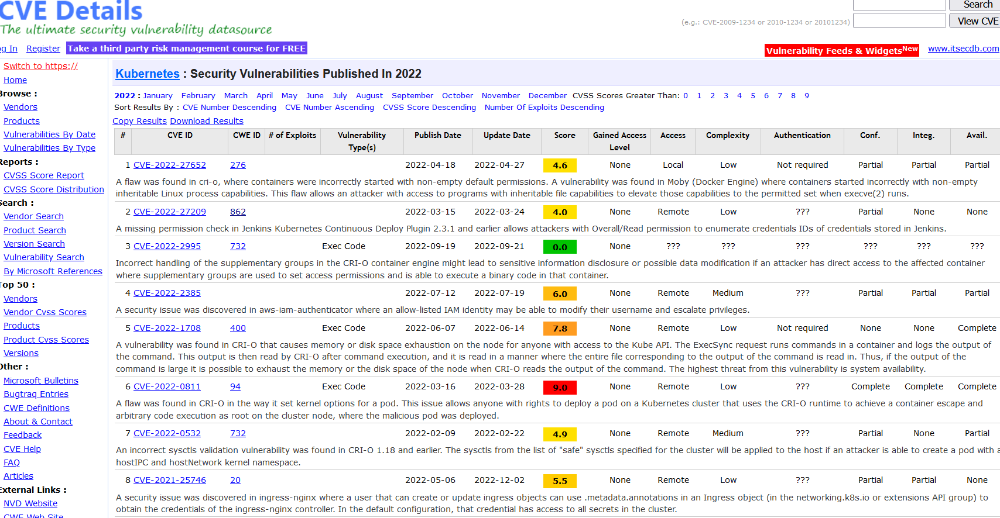 CVE Details
The ultimate security vulnerability datasource
Search
(e.g.: CVE-2009-1234 or 2010-1234 or 20101234)
View CVE
og In Register Take a third party risk management course for FREE
Vulnerability Feeds & WidgetsNew www.itsecdb.com
Switch to https://
Home
Browse :
Vendors
Products
Vulnerabilities By Date
Vulnerabilities By Type
Reports :
CVSS Score Report
CVSS Score Distribution
Search :
Vendor Search
Product Search
Version Search
Vulnerability Search
By Microsoft References
Top 50 :
Vendors
Vendor Cvss Scores
Products
Product Cvss Scores
Versions
Other :
Microsoft Bulletins
Bugtraq Entries
CWE Definitions
About & Contact
Feedback
CVE Help
FAQ
Articles
External Links :
NVD Website
CWE Web Site
Kubernetes : Security Vulnerabilities Published In 2022
2022 : January February March April May June July August September October November December CVSS Scores Greater Than: 0 1 2 3 4 5 6 7 8 9
Sort Results By : CVE Number Descending CVE Number Ascending CVSS Score Descending Number Of Exploits Descending
Copy Results Download Results
# CVE ID CWE ID # of Exploits Vulnerability Type(s) Publish Date Update Date Score Gained Access Level Access Complexity Authentication Conf. Integ. Avail.
1 CVE-2022-27652 276 2022-04-18 2022-04-27 4.6 None Local Low Not required Partial Partial Partial
A flaw was found in cri-o, where containers were incorrectly started with non-empty default permissions. A vulnerability was found in Moby (Docker Engine) where containers started incorrectly with non-empty
inheritable Linux process capabilities. This flaw allows an attacker with access to programs with inheritable file capabilities to elevate those capabilities to the permitted set when execve(2) runs.
2 CVE-2022-27209 862 2022-03-15 2022-03-24 4.0 None Remote Low ??? Partial None None
A missing permission check in Jenkins Kubernetes Continuous Deploy Plugin 2.3.1 and earlier allows attackers with Overall/Read permission to enumerate credentials IDs of credentials stored in Jenkins.
3 CVE-2022-2995 732 Exec Code 2022-09-19 2022-09-21 0.0 None ??? ??? ??? ??? ??? ???
Incorrect handling of the supplementary groups in the CRI-O container engine might lead to sensitive information disclosure or possible data modification if an attacker has direct access to the affected container
where supplementary groups are used to set access permissions and is able to execute a binary code in that container.
4 CVE-2022-2385 2022-07-12 2022-07-19 6.0 None Remote Medium ??? Partial Partial Partial
A security issue was discovered in aws-iam-authenticator where an allow-listed IAM identity may be able to modify their username and escalate privileges.
5 CVE-2022-1708 400 Exec Code 2022-06-07 2022-06-14 7.8 None Remote Low Not required None None Complete
A vulnerability was found in CRI-O that causes memory or disk space exhaustion on the node for anyone with access to the Kube API. The ExecSync request runs commands in a container and logs the output of
the command. This output is then read by CRI-O after command execution, and it is read in a manner where the entire file corresponding to the output of the command is read in. Thus, if the output of the
command is large it is possible to exhaust the memory or the disk space of the node when CRI-O reads the output of the command. The highest threat from this vulnerability is system availability.
6 CVE-2022-0811 94 Exec Code 2022-03-16 2022-03-28 9.0 None Remote Low ??? Complete Complete Complete
A flaw was found in CRI-O in the way it set kernel options for a pod. This issue allows anyone with rights to deploy a pod on a Kubernetes cluster that uses the CRI-O runtime to achieve a container escape and
arbitrary code execution as root on the cluster node, where the malicious pod was deployed.
7 CVE-2022-0532 732 2022-02-09 2022-02-22 4.9 None Remote Medium ??? Partial None Partial
An incorrect sysctls validation vulnerability was found in CRI-O 1.18 and earlier. The sysctls from the list of "safe" sysctls specified for the cluster will be applied to the host if an attacker is able to create a pod with a
hostIPC and hostNetwork kernel namespace.
8 CVE-2021-25746 20 2022-05-06 2022-12-02 5.5 None Remote Low ??? Partial Partial None
A security issue was discovered in ingress-nginx where a user that can create or update ingress objects can use .metadata.annotations in an Ingress object (in the networking.k8s.io or extensions API group) to
obtain the credentials of the ingress-nginx controller. In the default configuration, that credential has access to all secrets in the cluster.